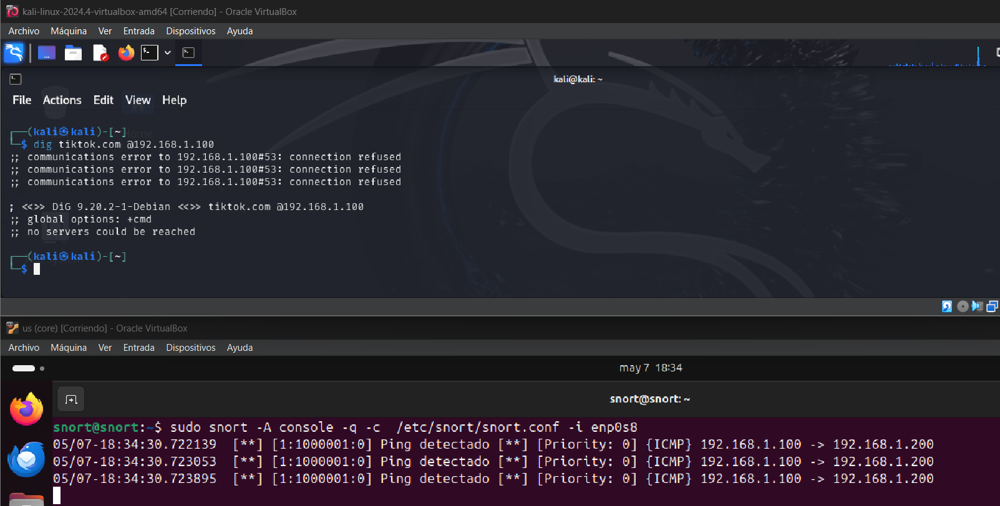 kali-linux-2024.4-virtualbox-amd64 [Corriendo] - Oracle VirtualBox
Archivo Máquina Ver Entrada Dispositivos Ayuda
kali@kali: ~
File Actions Edit View Help
┌──(kali㉿kali)-[~]
└─$ dig tiktok.com @192.168.1.100
;; communications error to 192.168.1.100#53: connection refused
;; communications error to 192.168.1.100#53: connection refused
;; communications error to 192.168.1.100#53: connection refused
; <<>> DiG 9.20.2-1-Debian <<>> tiktok.com @192.168.1.100
;; global options: +cmd
;; no servers could be reached
┌──(kali㉿kali)-[~]
└─$
us (core) [Corriendo] - Oracle VirtualBox
Archivo Máquina Ver Entrada Dispositivos Ayuda
may 7 18:34
snort@snort: ~
snort@snort:~$ sudo snort -A console -q -c  /etc/snort/snort.conf -i enp0s8
05/07-18:34:30.722139  [**] [1:1000001:0] Ping detectado [**] [Priority: 0] {ICMP} 192.168.1.100 -> 192.168.1.200
05/07-18:34:30.723053  [**] [1:1000001:0] Ping detectado [**] [Priority: 0] {ICMP} 192.168.1.100 -> 192.168.1.200
05/07-18:34:30.723895  [**] [1:1000001:0] Ping detectado [**] [Priority: 0] {ICMP} 192.168.1.100 -> 192.168.1.200